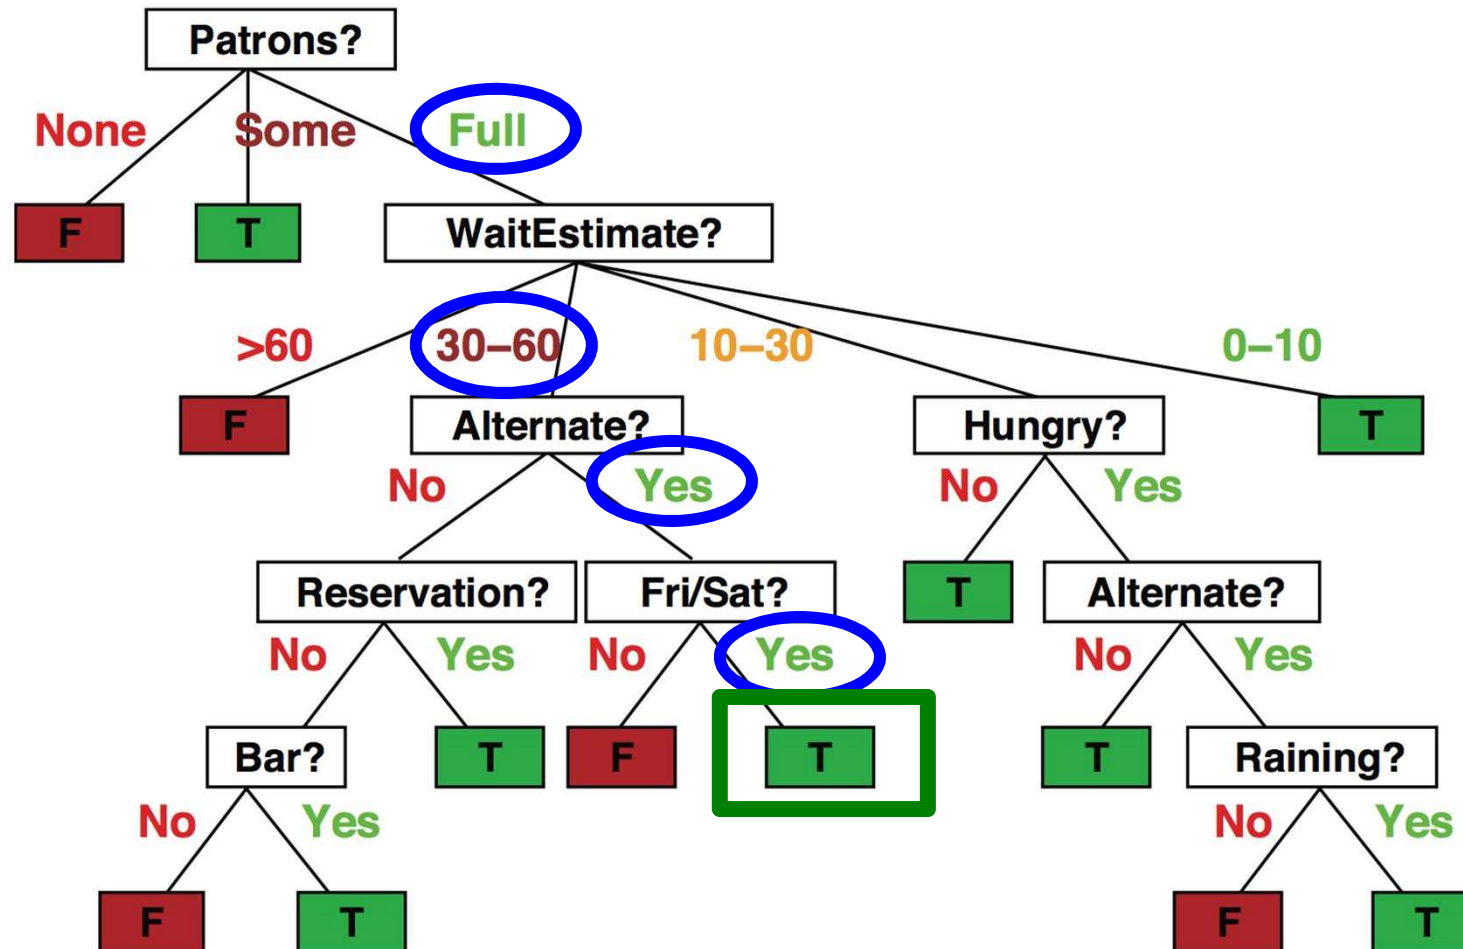 Patrons?
None Some Full
F T WaitEstimate?
>60 30–60 10–30 0–10
F Alternate? Hungry? T
No Yes No Yes
Reservation? Fri/Sat? T Alternate?
No Yes No Yes No Yes
Bar? T F T T Raining?
No Yes No Yes
F T F T